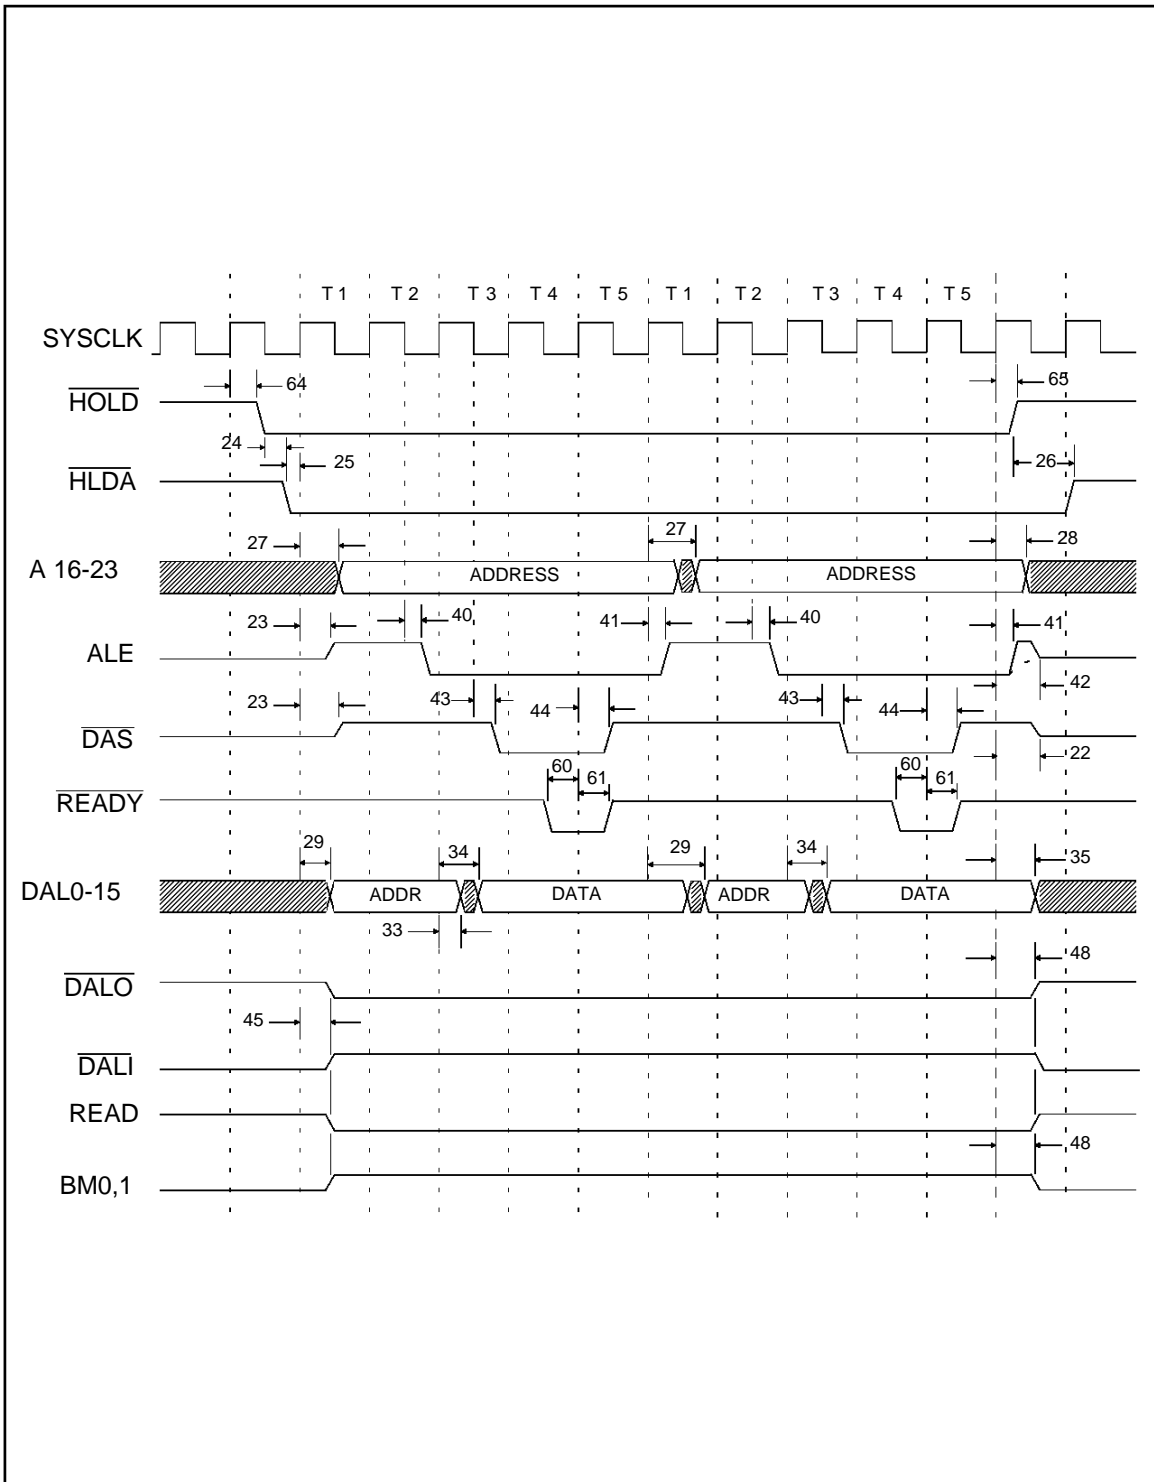 T 1 T 2 T 3 T 4 T 5 T 1 T 2 T 3 T 4 T 5
SYSCLK
64 65
HOLD
24
25 26
HLDA
27 27 28
A 16-23 ADDRESS ADDRESS
23 40 41 40 41
ALE
42
23 43 44 43 44
DAS
22
60 61 60 61
READY
29 34 29 34 35
DAL0-15 ADDR DATA ADDR DATA
33
48
DALO
45
DALI
READ
48
BM0,1